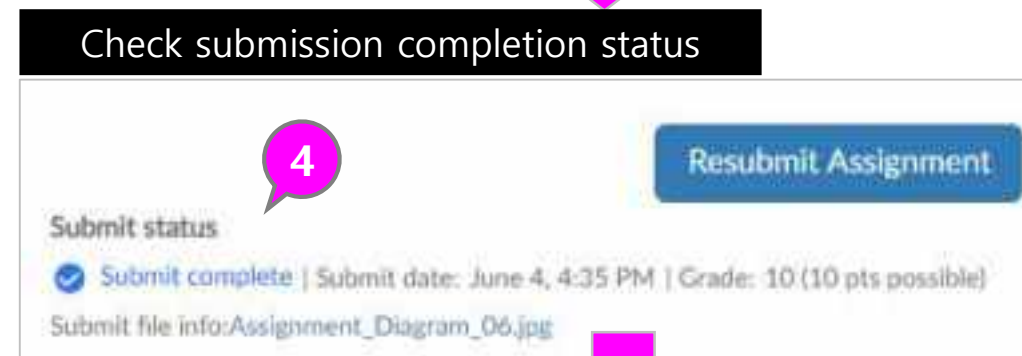 Check submission completion status
4
Resubmit Assignment
Submit status
Submit complete | Submit date: June 4, 4:35 PM | Grade: 10 (10 pts possible)
Submit file info:Assignment_Diagram_06.jpg